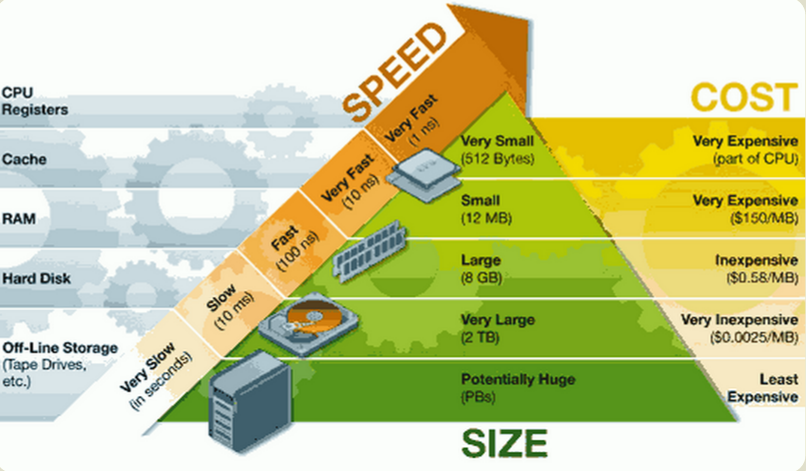 CPU
Registers
Cache
RAM
Hard Disk
Off-Line Storage
(Tape Drives,
etc.)
SPEED
Very Fast
(1 ns)
Very Fast
(10 ns)
Fast
(100 ns)
Slow
(10 ms)
Very Slow
(in seconds)
Very Small
(512 Bytes)
Small
(12 MB)
Large
(8 GB)
Very Large
(2 TB)
Potentially Huge
(PBs)
SIZE
COST
Very Expensive
(part of CPU)
Very Expensive
($150/MB)
Inexpensive
($0.58/MB)
Very Inexpensive
($0.0025/MB)
Least
Expensive